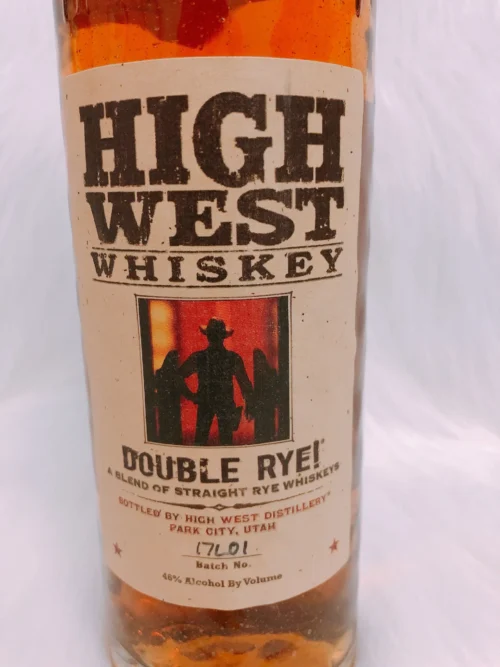 HIGH
WEST
WHISKEY
DOUBLE RYE!®
A BLEND OF STRAIGHT RYE WHISKEYS
BOTTLED BY HIGH WEST DISTILLERY®
PARK CITY, UTAH
17L01
Batch No.
46% Alcohol By Volume